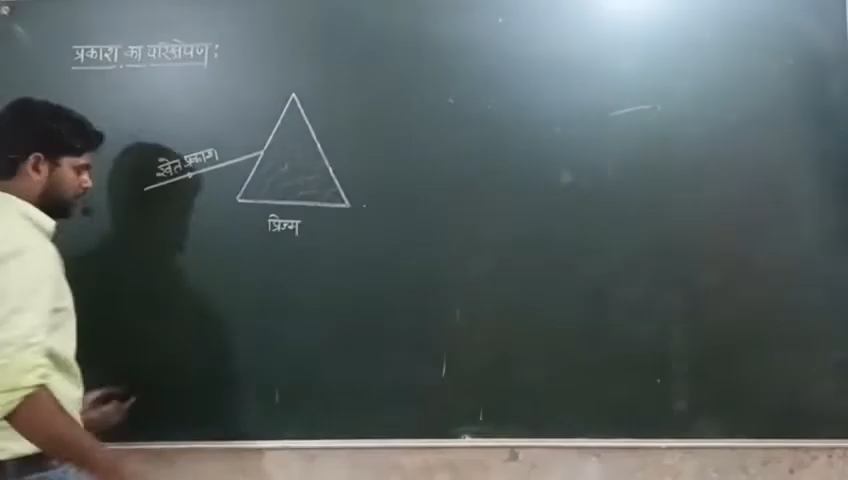 प्रकाश का परिक्षेपण :
श्वेत प्रकाश
प्रिज्म